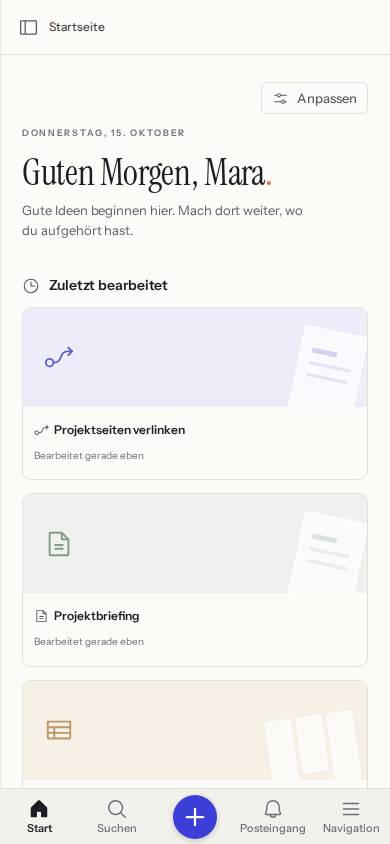 Startseite
Anpassen
DONNERSTAG, 15. OKTOBER
Guten Morgen, Mara.
Gute Ideen beginnen hier. Mach dort weiter, wo
du aufgehört hast.
Zuletzt bearbeitet
Projektseiten verlinken
Bearbeitet gerade eben
Projektbriefing
Bearbeitet gerade eben
Start
Suchen
Posteingang
Navigation